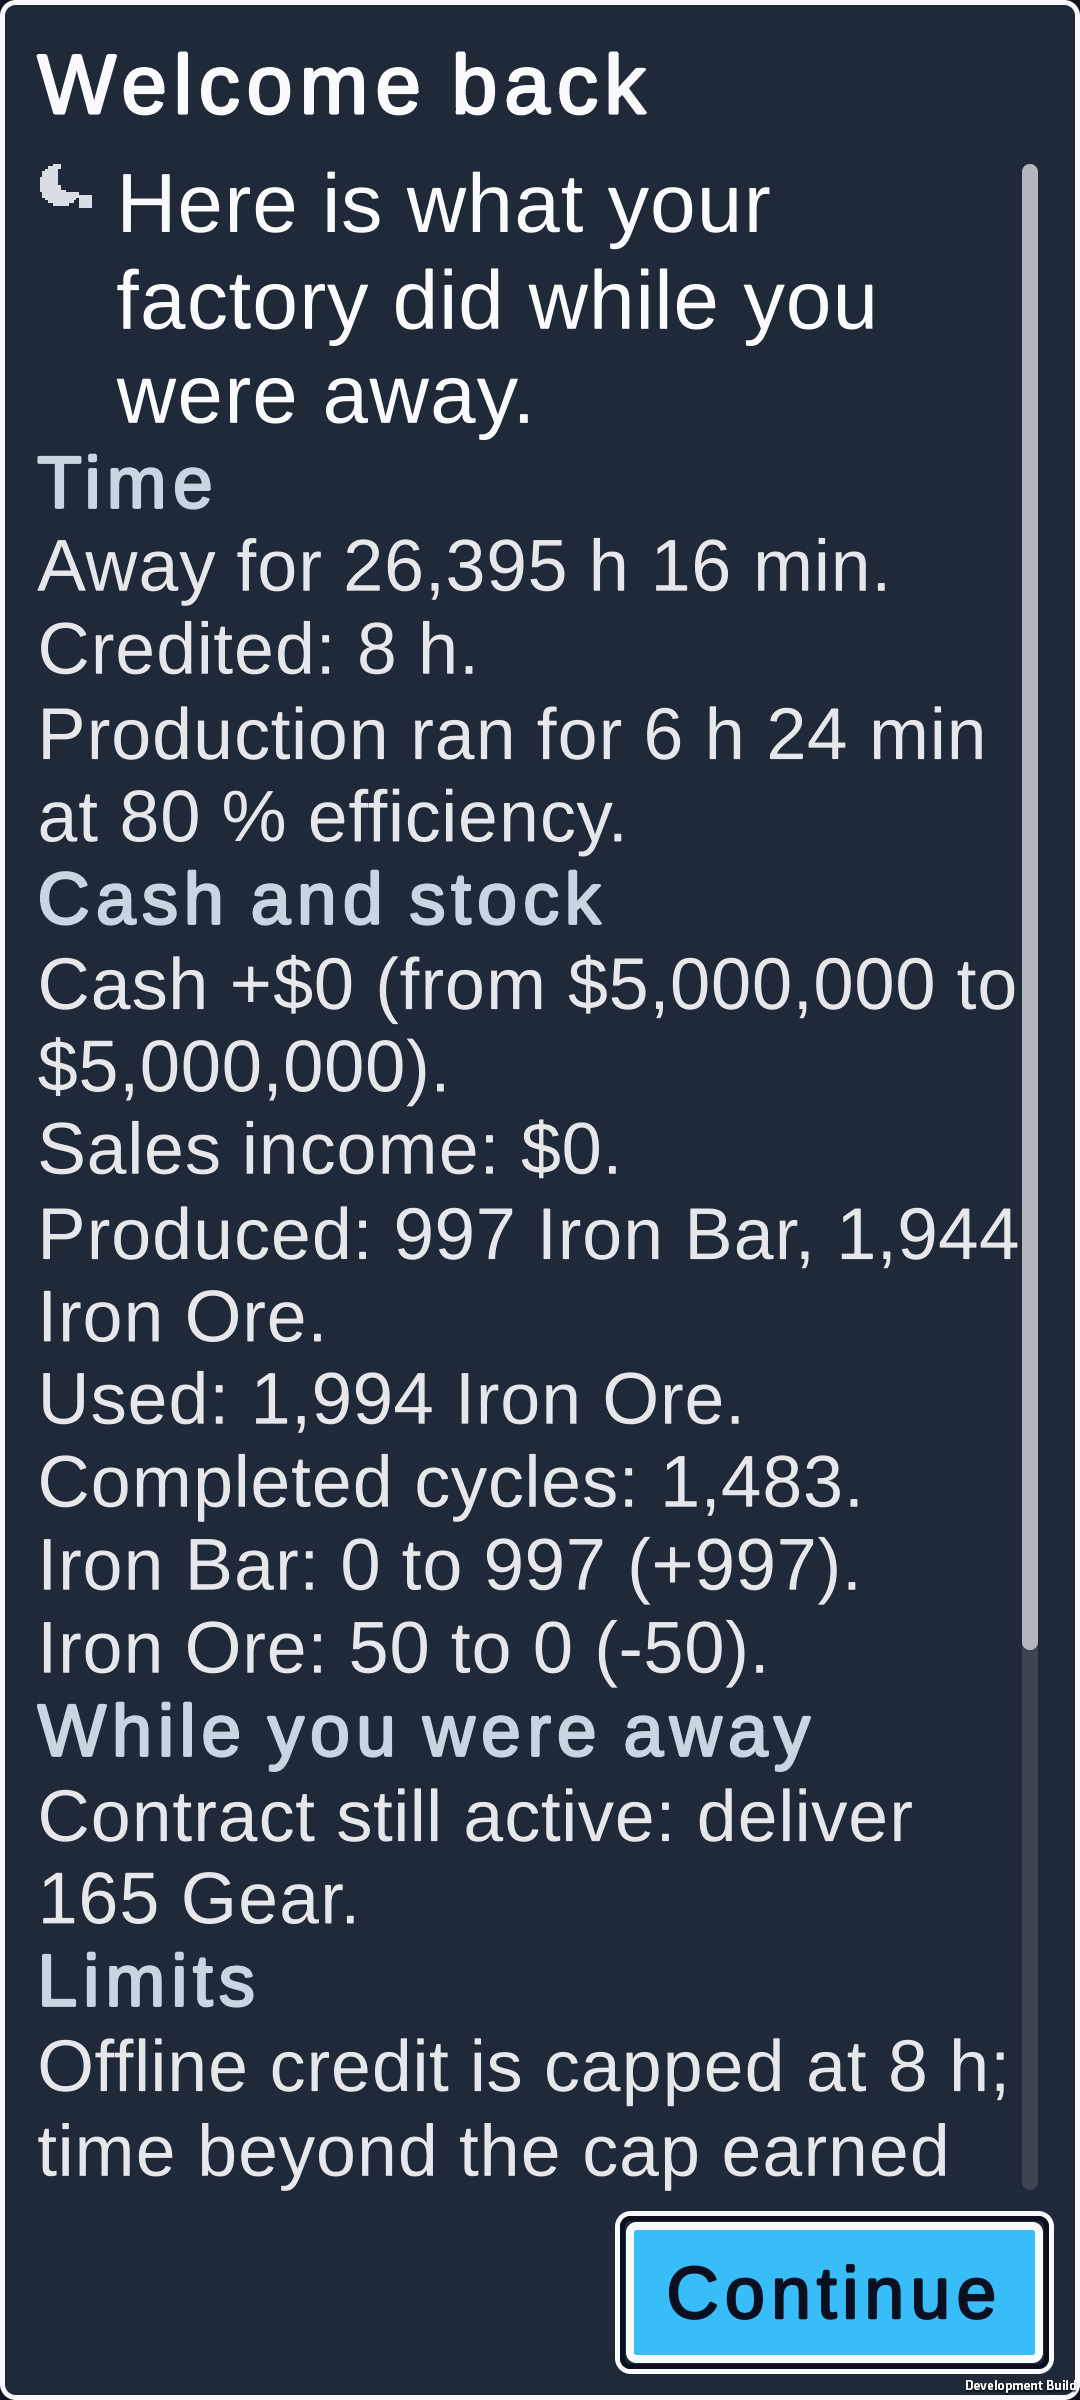 Welcome back
Here is what your
factory did while you
were away.
Time
Away for 26,395 h 16 min.
Credited: 8 h.
Production ran for 6 h 24 min
at 80 % efficiency.
Cash and stock
Cash +$0 (from $5,000,000 to
$5,000,000).
Sales income: $0.
Produced: 997 Iron Bar, 1,944
Iron Ore.
Used: 1,994 Iron Ore.
Completed cycles: 1,483.
Iron Bar: 0 to 997 (+997).
Iron Ore: 50 to 0 (-50).
While you were away
Contract still active: deliver
165 Gear.
Limits
Offline credit is capped at 8 h;
time beyond the cap earned
Continue
Development Build